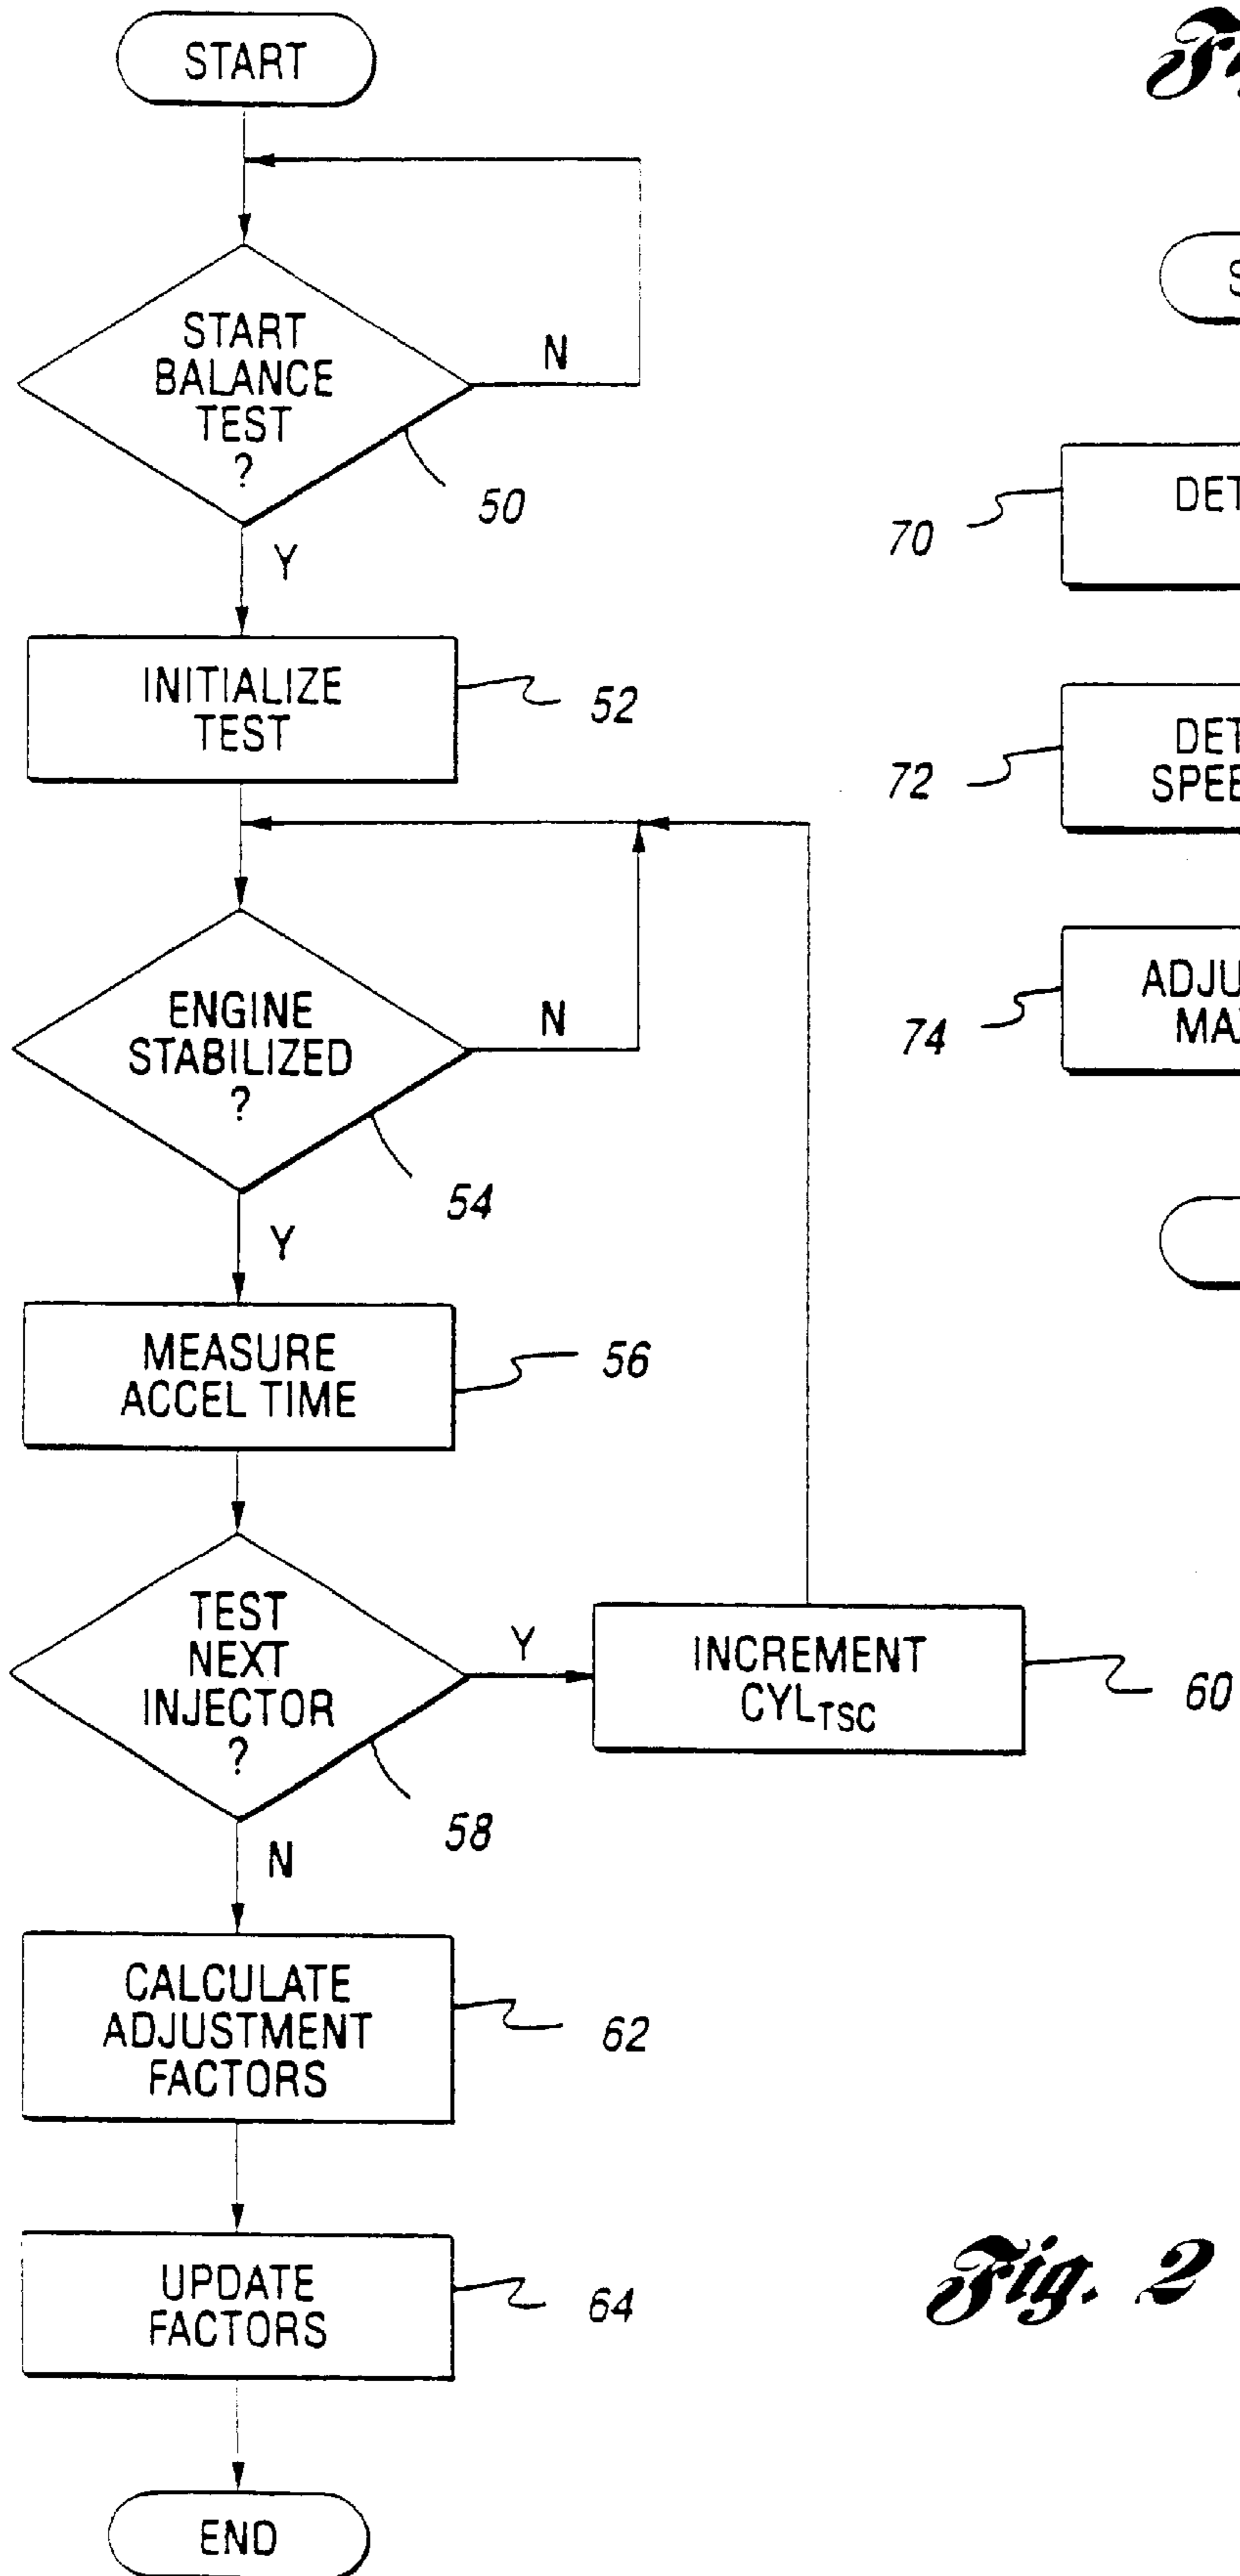 START
START
BALANCE
TEST
?
N
50
Y
INITIALIZE
TEST
52
ENGINE
STABILIZED
?
N
54
Y
MEASURE
ACCEL TIME
56
TEST
NEXT
INJECTOR
?
Y
INCREMENT
CYLTSC
60
58
N
CALCULATE
ADJUSTMENT
FACTORS
62
UPDATE
FACTORS
64
END
Fig. 2
70
72
74